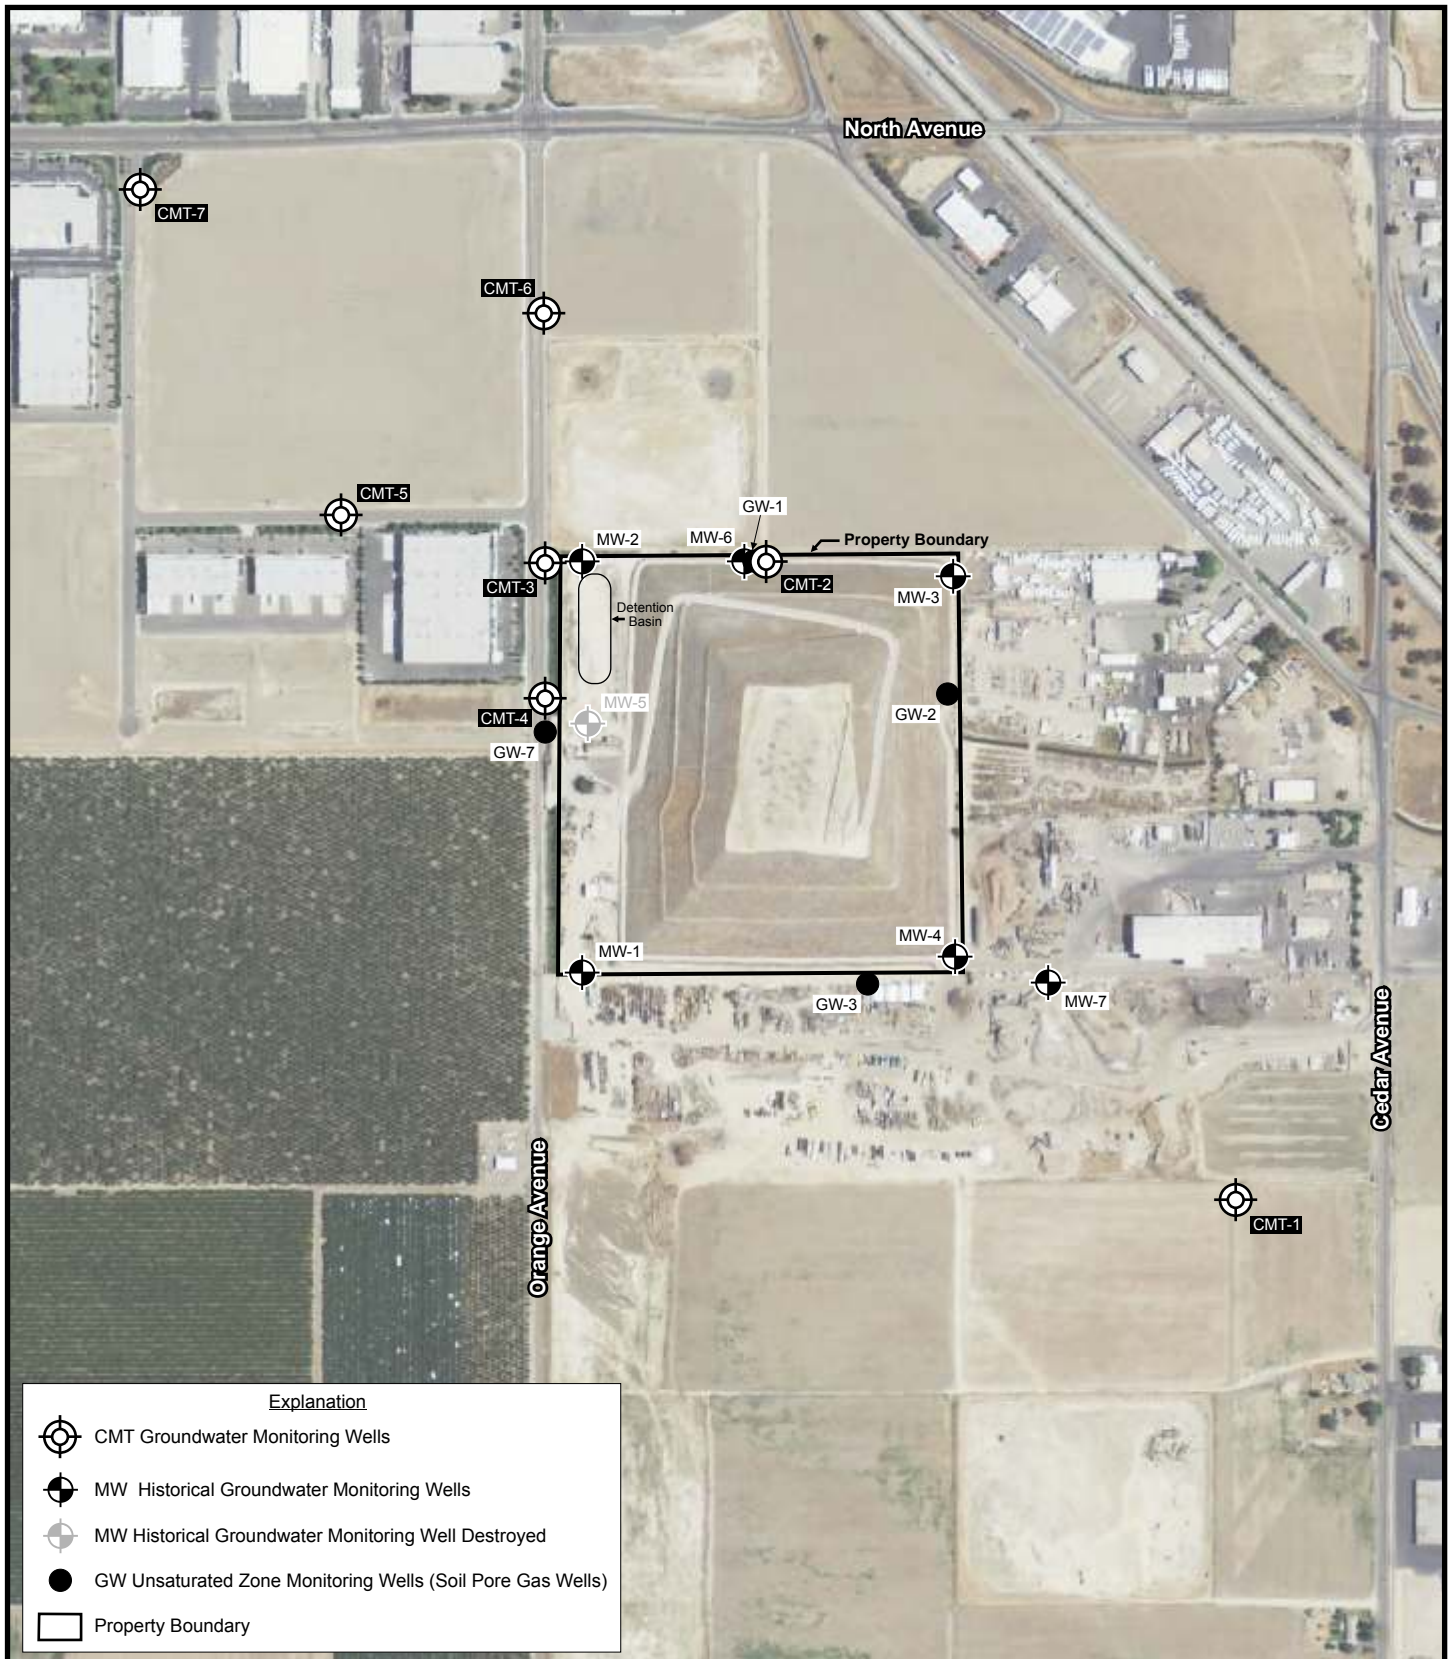 North Avenue
CMT-7
CMT-6
CMT-5
GW-1
MW-2
MW-6
Property Boundary
CMT-3
CMT-2
MW-3
Detention
Basin
MW-5
CMT-4
GW-2
GW-7
MW-1
MW-4
GW-3
MW-7
Cedar Avenue
Orange Avenue
CMT-1
Explanation
CMT Groundwater Monitoring Wells
MW Historical Groundwater Monitoring Wells
MW Historical Groundwater Monitoring Well Destroyed
GW Unsaturated Zone Monitoring Wells (Soil Pore Gas Wells)
Property Boundary